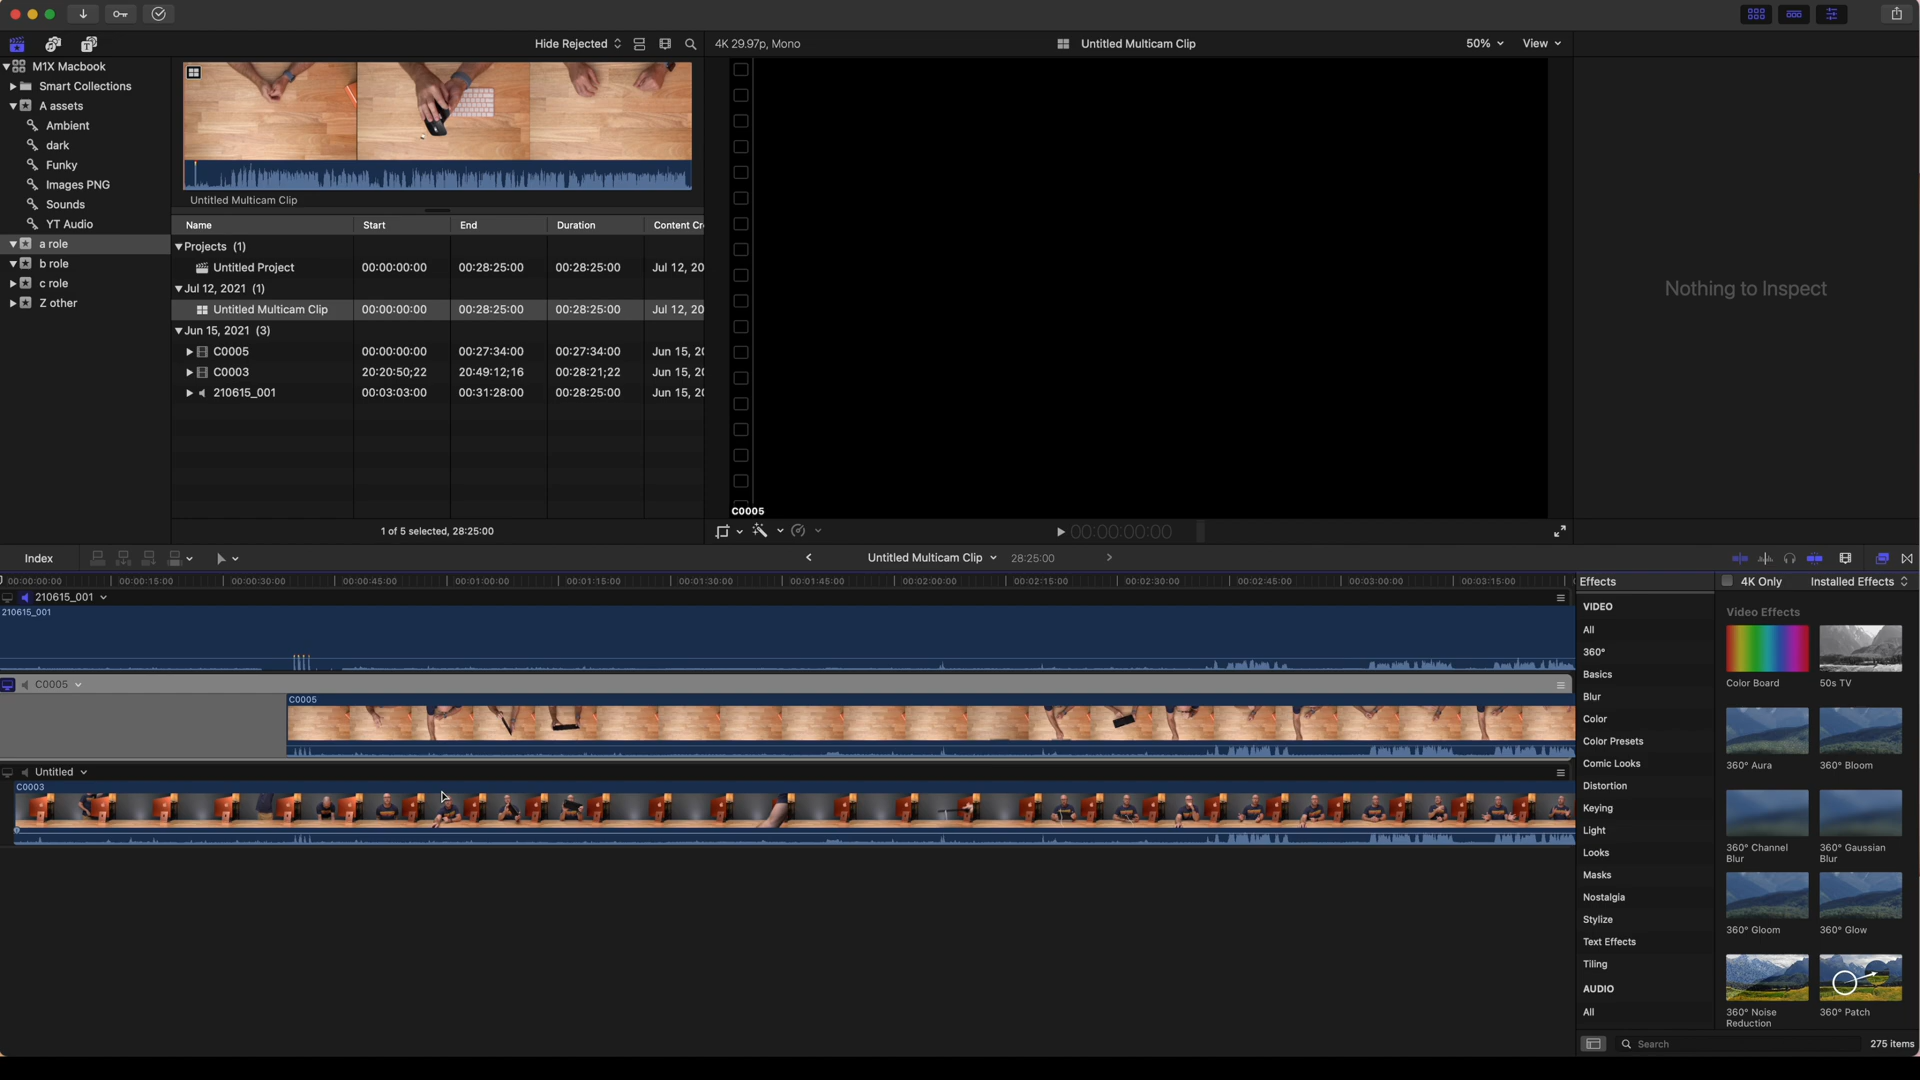 Hide Rejected
4K 29.97p, Mono
Untitled Multicam Clip
50%
View
M1X Macbook
Smart Collections
A assets
Ambient
dark
Funky
Images PNG
Sounds
YT Audio
a role
b role
c role
Z other
Untitled Multicam Clip
Name Start End Duration Content Cr
Projects (1)
Untitled Project 00:00:00:00 00:28:25:00 00:28:25:00 Jul 12, 20
Jul 12, 2021 (1)
Untitled Multicam Clip 00:00:00:00 00:28:25:00 00:28:25:00 Jul 12, 20
Jun 15, 2021 (3)
C0005 00:00:00:00 00:27:34:00 00:27:34:00 Jun 15, 20
C0003 20:20:50;22 20:49:12;16 00:28:21;22 Jun 15, 20
210615_001 00:03:03:00 00:31:28:00 00:28:25:00 Jun 15, 20
1 of 5 selected, 28:25:00
C0005
00:00:00:00
Nothing to Inspect
Index
Untitled Multicam Clip
28:25:00
00:00:00:00 00:00:15:00 00:00:30:00 00:00:45:00 00:01:00:00 00:01:15:00 00:01:30:00 00:01:45:00 00:02:00:00 00:02:15:00 00:02:30:00 00:02:45:00 00:03:00:00 00:03:15:00
210615_001
210615_001
C0005
C0005
Untitled
C0003
Effects
4K Only
Installed Effects
VIDEO
All
360°
Basics
Blur
Color
Color Presets
Comic Looks
Distortion
Keying
Light
Looks
Masks
Nostalgia
Stylize
Text Effects
Tiling
AUDIO
All
Video Effects
Color Board
50s TV
360° Aura
360° Bloom
360° Channel Blur
360° Gaussian Blur
360° Gloom
360° Glow
360° Noise Reduction
360° Patch
Search
275 items